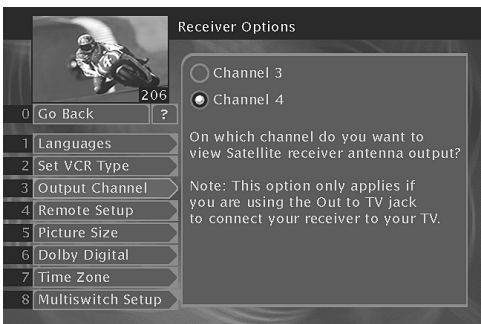 Receiver Options
206
0 Go Back ?
1 Languages
2 Set VCR Type
3 Output Channel
4 Remote Setup
5 Picture Size
6 Dolby Digital
7 Time Zone
8 Multiswitch Setup
Channel 3
Channel 4
On which channel do you want to
view Satellite receiver antenna output?
Note: This option only applies if
you are using the Out to TV jack
to connect your receiver to your TV.